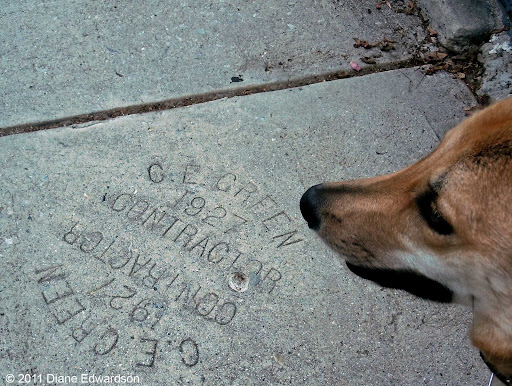 C. E. GREEN
1927
CONTRACTOR
CONTRACTOR
1927
C. E. GREEN
© 2011 Diane Edwardson